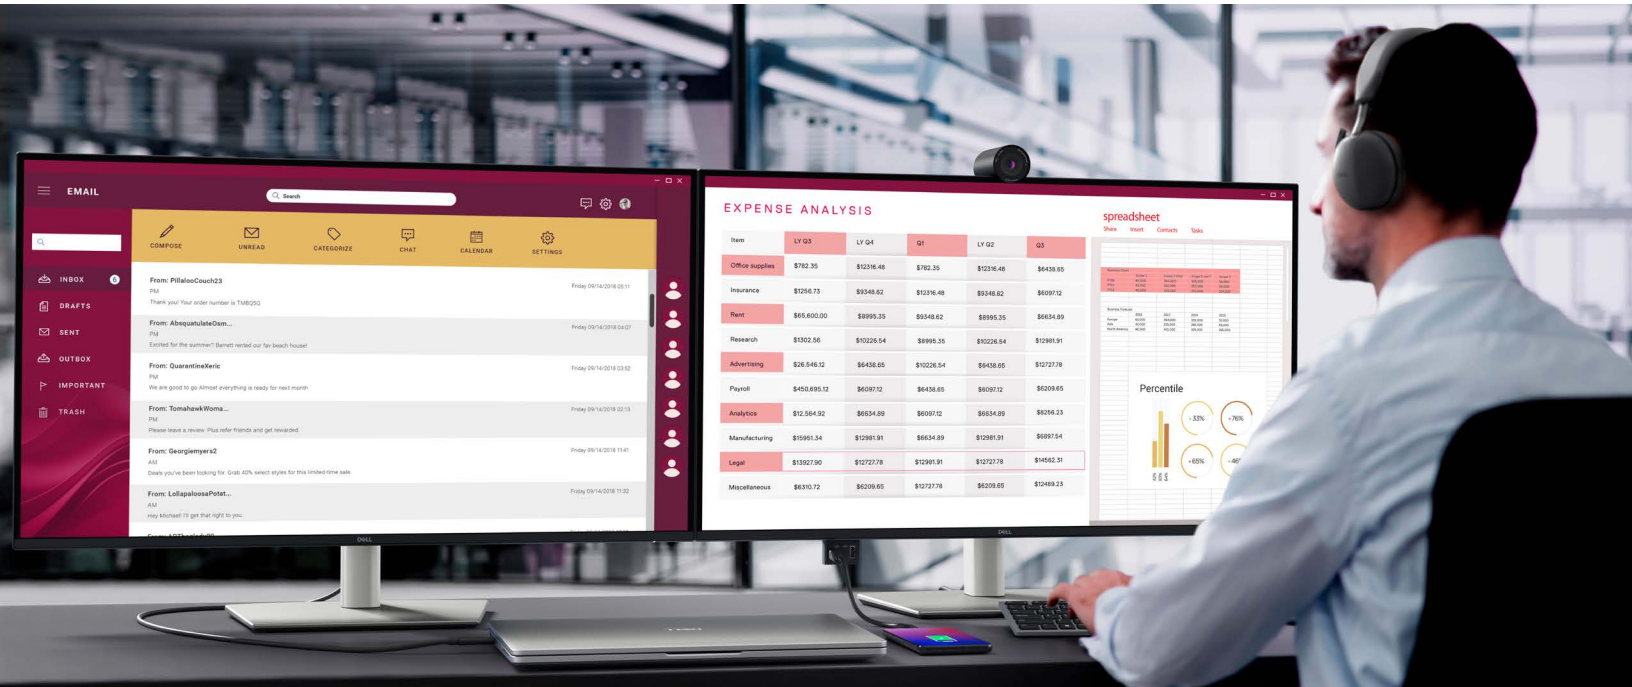 EMAIL
Search
COMPOSE
UNREAD
CATEGORIZE
CHAT
CALENDAR
SETTINGS
INBOX 6
DRAFTS
SENT
OUTBOX
IMPORTANT
TRASH
From: PillalooCouch23
Friday 09/14/2018 05:11
PM
Thank you! Your order number is TM8Q5Q
From: AbsquatulateOsm...
Friday 09/14/2018 04:07
PM
Excited for the summer? Barrett rented our fav beach house!
From: QuarantineXeric
Friday 09/14/2018 03:52
PM
We are good to go Almost everything is ready for next month
From: TomahawkWoma...
Friday 09/14/2018 02:13
PM
Please leave a review. Plus refer friends and get rewarded.
From: Georgiemyers2
Friday 09/14/2018 11:41
AM
Deals you've been looking for. Grab 40% select styles for this limited-time sale.
From: LollapaloosaPotat...
Friday 09/14/2018 11:32
AM
Hey Michael! I'll get that right to you.
DELL
EXPENSE ANALYSIS
Item LY Q3 LY Q4 Q1 LY Q2 Q3
Office supplies $782.35 $12316.48 $782.35 $12316.48 $6438.65
Insurance $1256.73 $9348.62 $12316.48 $9348.62 $6097.12
Rent $65,600.00 $8995.35 $9348.62 $8995.35 $6634.89
Research $1302.56 $10226.54 $8995.35 $10226.54 $12981.91
Advertising $26,546.12 $6438.65 $10226.54 $6438.65 $12727.78
Payroll $450,695.12 $6097.12 $6438.65 $6097.12 $6209.65
Analytics $12,564.92 $6634.89 $6097.12 $6634.89 $8256.23
Manufacturing $15951.34 $12981.91 $6634.89 $12981.91 $6897.54
Legal $13927.90 $12727.78 $12981.91 $12727.78 $14562.31
Miscellaneous $6310.72 $6209.65 $12727.78 $6209.65 $12489.23
spreadsheet
Share Insert Contacts Tasks
Percentile
+33%
+76%
+65%
DELL